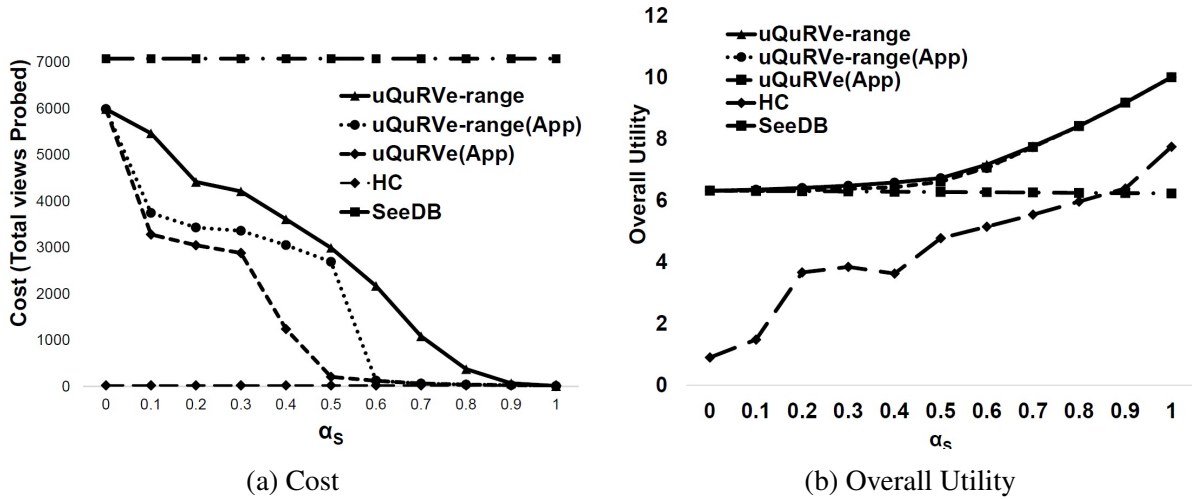 Cost (Total views Probed)
7000
6000
5000
4000
3000
2000
1000
0
0 0.1 0.2 0.3 0.4 0.5 0.6 0.7 0.8 0.9 1
αS
uQuRVe-range
uQuRVe-range(App)
uQuRVe(App)
HC
SeeDB
(a) Cost
Overall Utility
12
10
8
6
4
2
0
0 0.1 0.2 0.3 0.4 0.5 0.6 0.7 0.8 0.9 1
αS
uQuRVe-range
uQuRVe-range(App)
uQuRVe(App)
HC
SeeDB
(b) Overall Utility